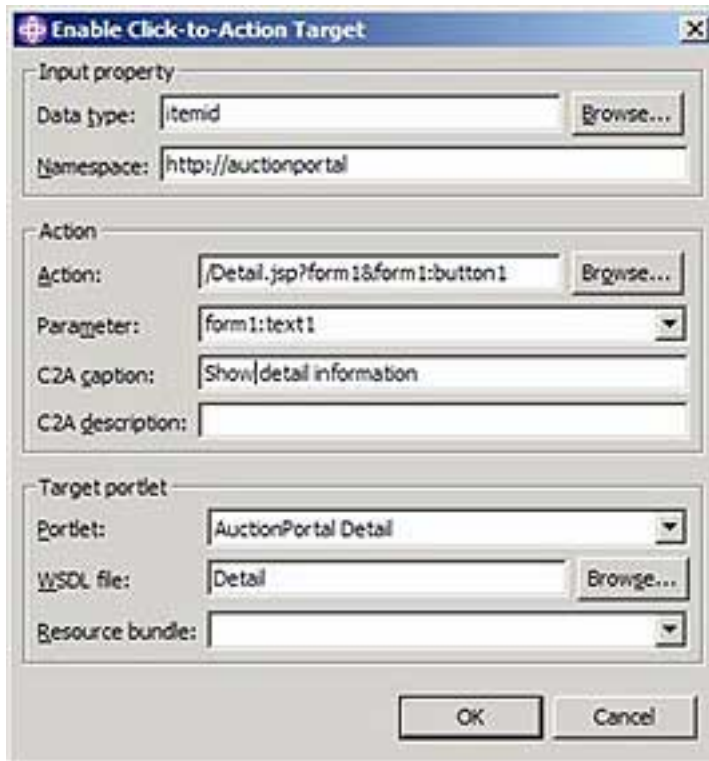 Enable Click-to-Action Target
Input property
Data type: itemid Browse...
Namespace: http://auctionportal
Action
Action: /Detail.jsp?form1&form1:button1 Browse...
Parameter: form1:text1
C2A caption: Show detail information
C2A description:
Target portlet
Portlet: AuctionPortal Detail
WSDL file: Detail Browse...
Resource bundle:
OK Cancel